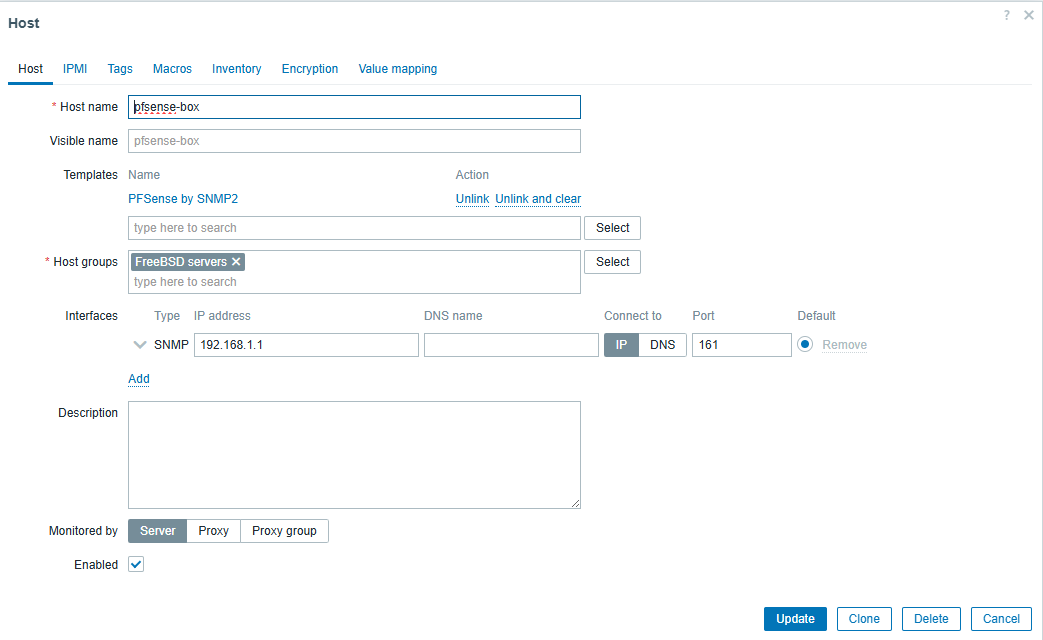 Host
? ×
Host IPMI Tags Macros Inventory Encryption Value mapping
* Host name pfsense-box
Visible name pfsense-box
Templates Name Action
PFSense by SNMP2 Unlink Unlink and clear
type here to search Select
* Host groups FreeBSD servers × Select
type here to search
Interfaces Type IP address DNS name Connect to Port Default
SNMP 192.168.1.1 IP DNS 161 Remove
Add
Description
Monitored by Server Proxy Proxy group
Enabled
Update Clone Delete Cancel